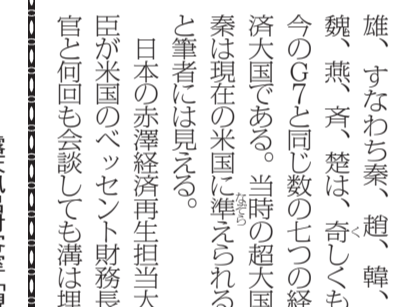 雄、すなわち秦、趙、韓、
く
魏、燕、斉、楚は、奇しくも
今のG7と同じ数の七つの経
済大国である。当時の超大国
なぞら
秦は現在の米国に準えられる
と筆者には見える。
日本の赤澤経済再生担当大
臣が米国のベッセント財務長
官と何回も会談しても溝は埋